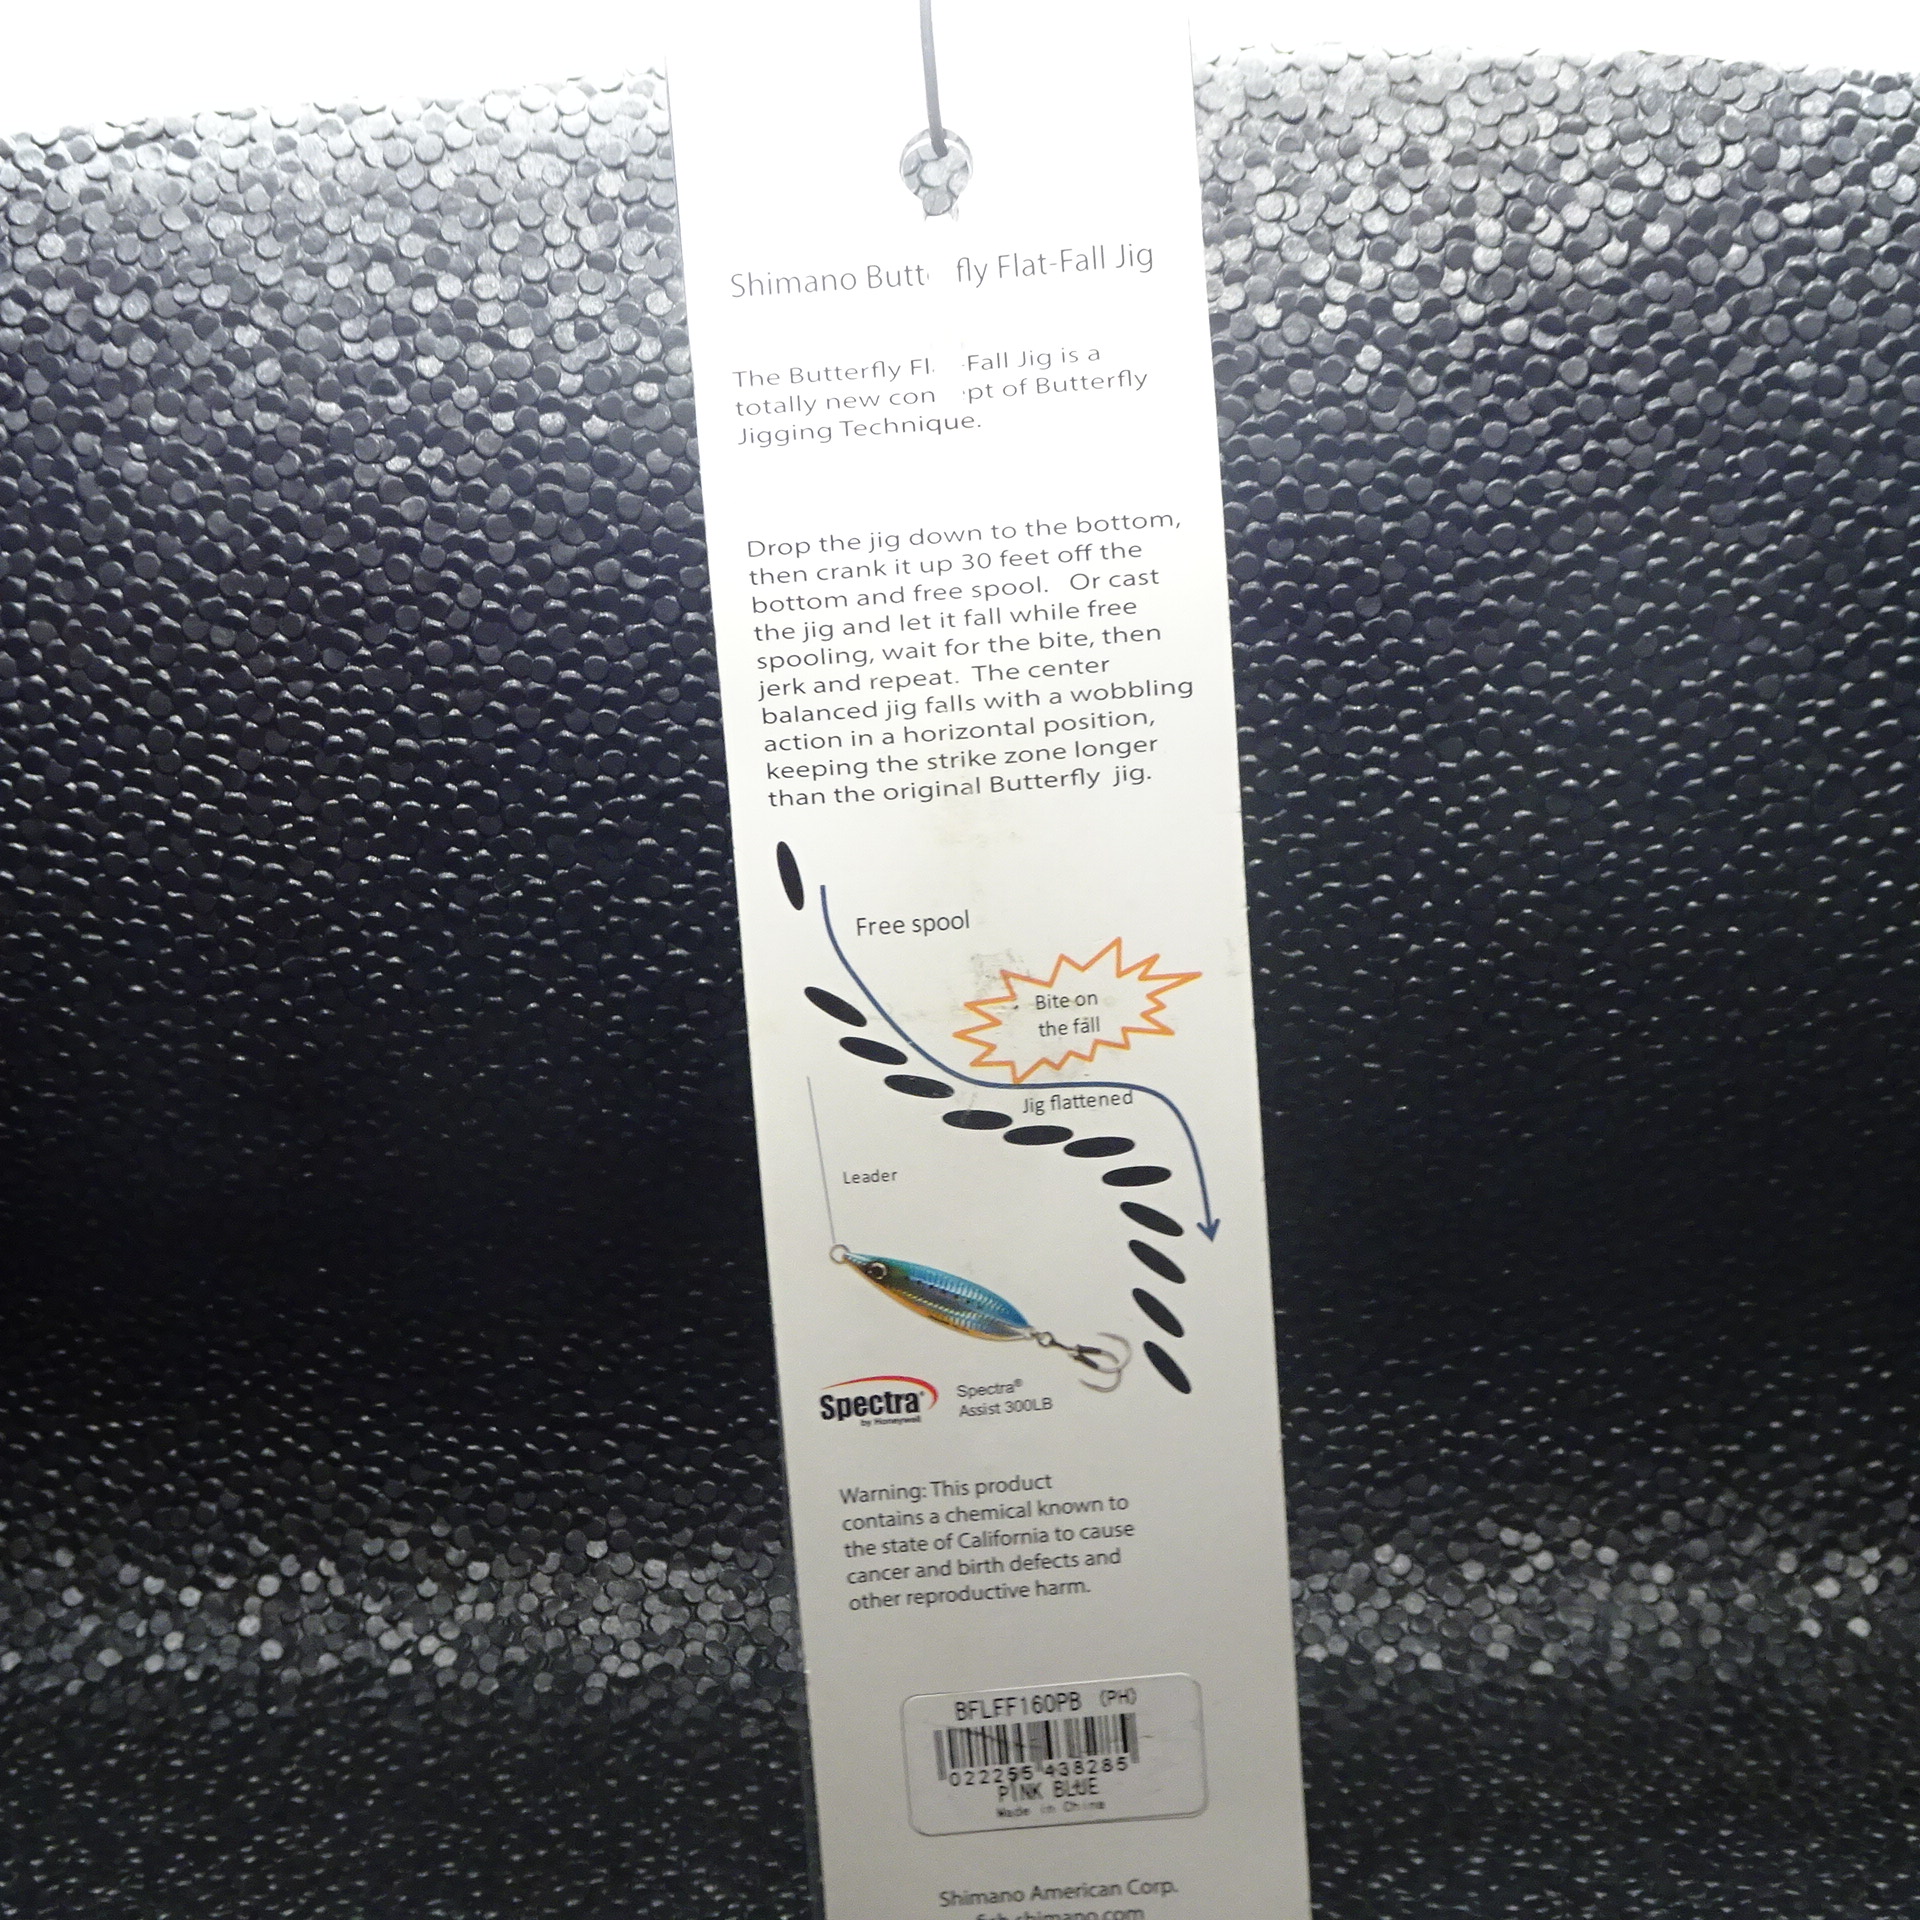 Shimano Butt fly Flat-Fall Jig
The Butterfly Fl -Fall Jig is a
totally new con pt of Butterfly
Jigging Technique.
Drop the jig down to the bottom,
then crank it up 30 feet off the
bottom and free spool. Or cast
the jig and let it fall while free
spooling, wait for the bite, then
jerk and repeat. The center
balanced jig falls with a wobbling
action in a horizontal position,
keeping the strike zone longer
than the original Butterfly jig.
Free spool
Bite on
the fall
Jig flattened
Leader
Spectra®
by Honeywell
Spectra®
Assist 300LB
Warning: This product
contains a chemical known to
the state of California to cause
cancer and birth defects and
other reproductive harm.
BFLFF160PB (PH)
022255 438285
PINK BLUE
Made in China
Shimano American Corp.